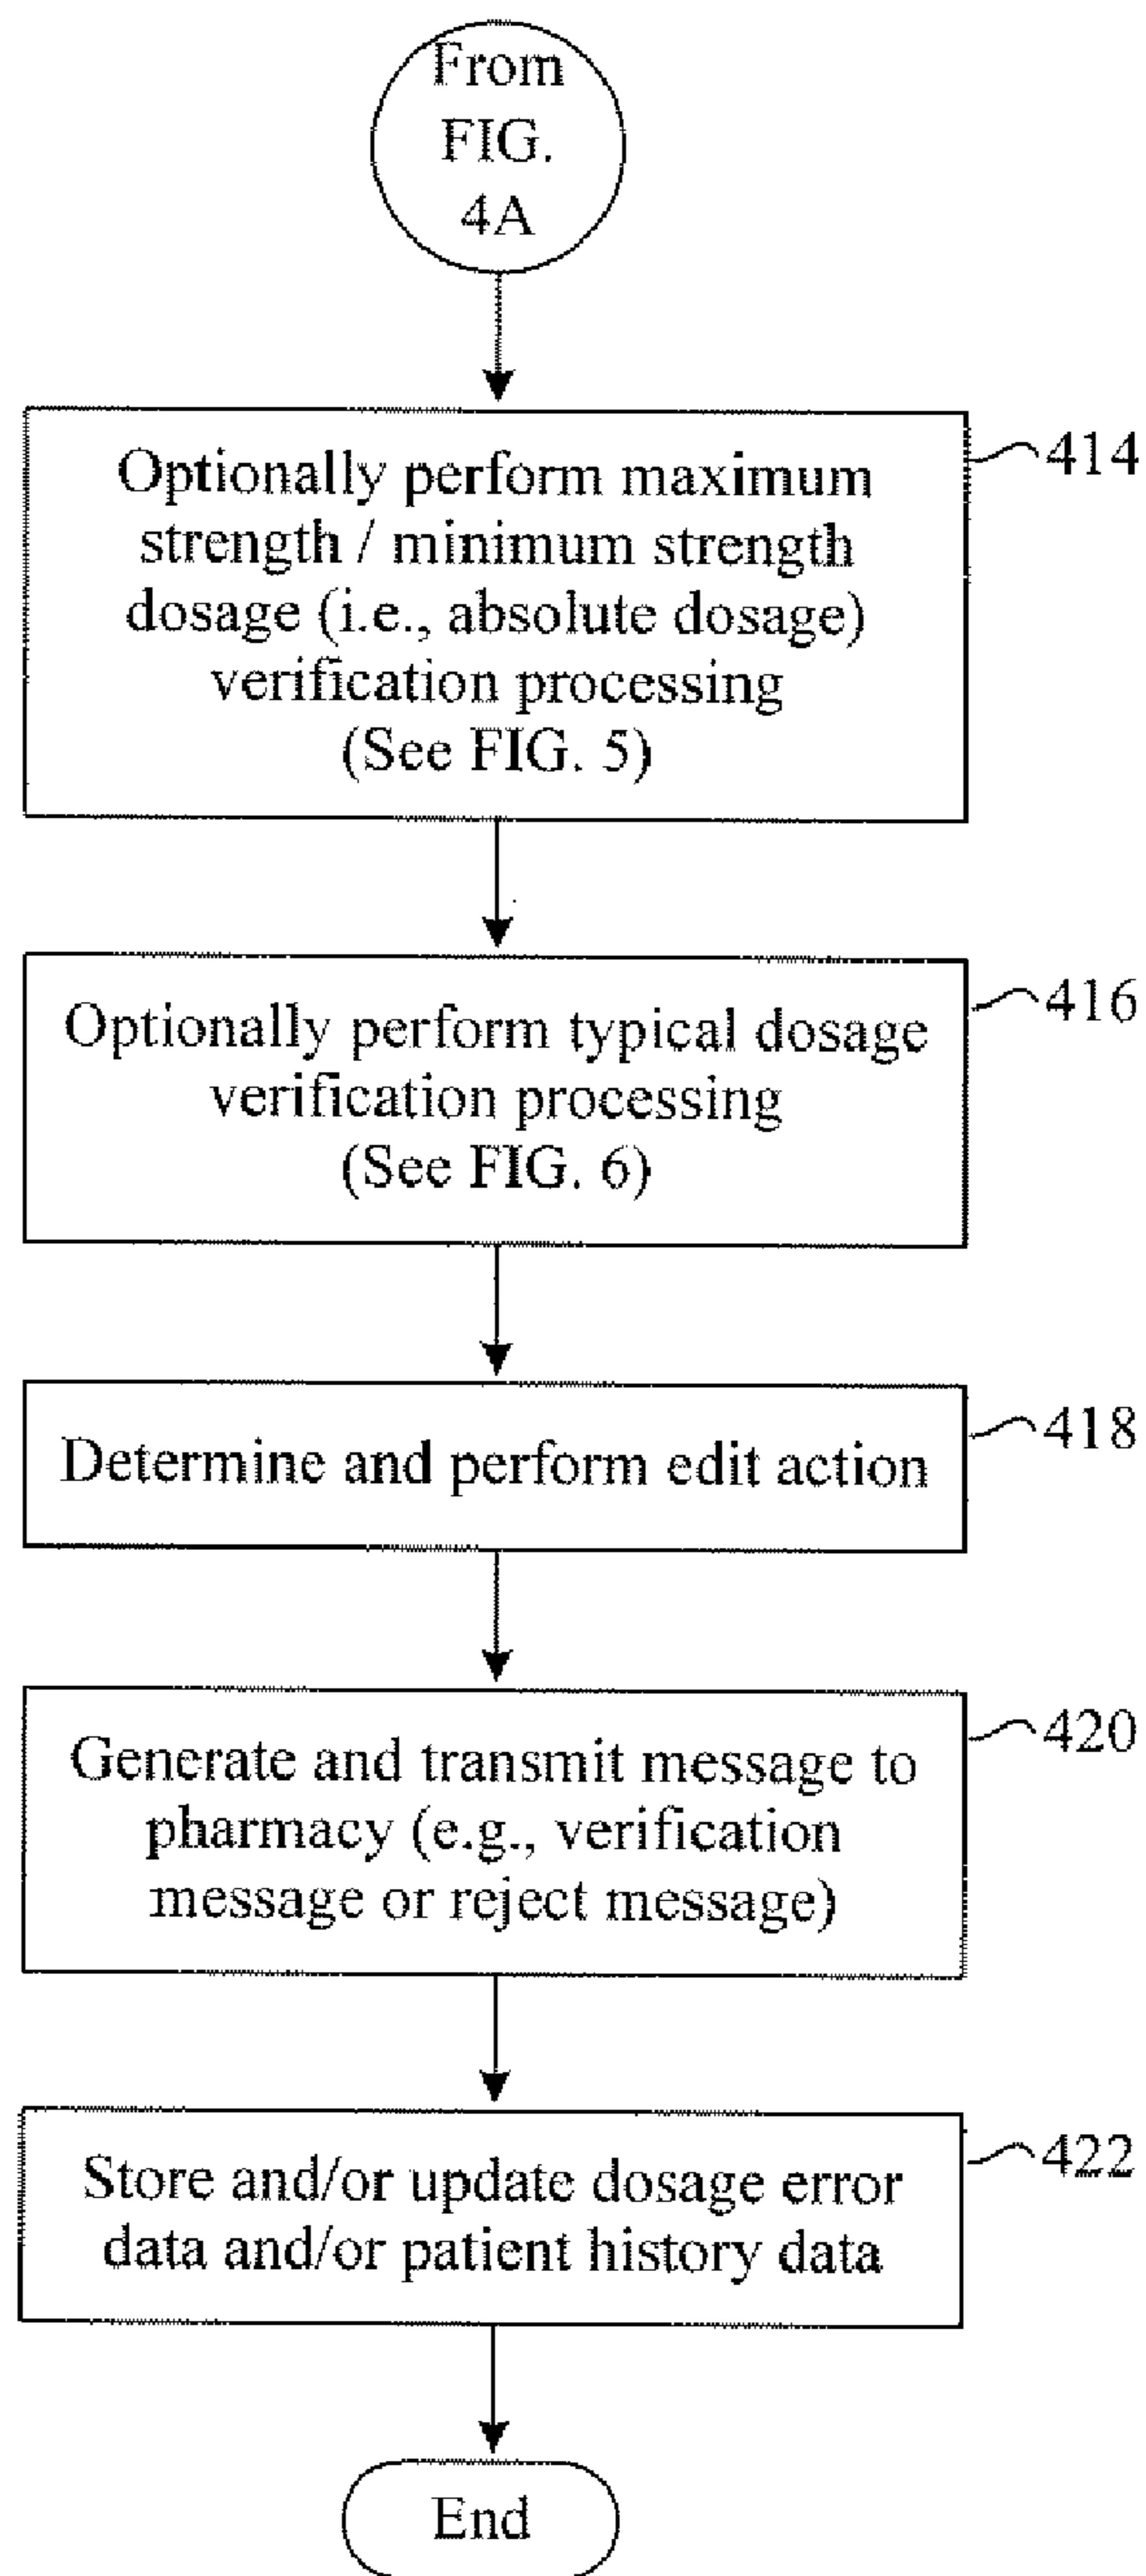 From
FIG.
4A
Optionally perform maximum
strength / minimum strength
dosage (i.e., absolute dosage)
verification processing
(See FIG. 5)
414
Optionally perform typical dosage
verification processing
(See FIG. 6)
416
Determine and perform edit action
418
Generate and transmit message to
pharmacy (e.g., verification
message or reject message)
420
Store and/or update dosage error
data and/or patient history data
422
End